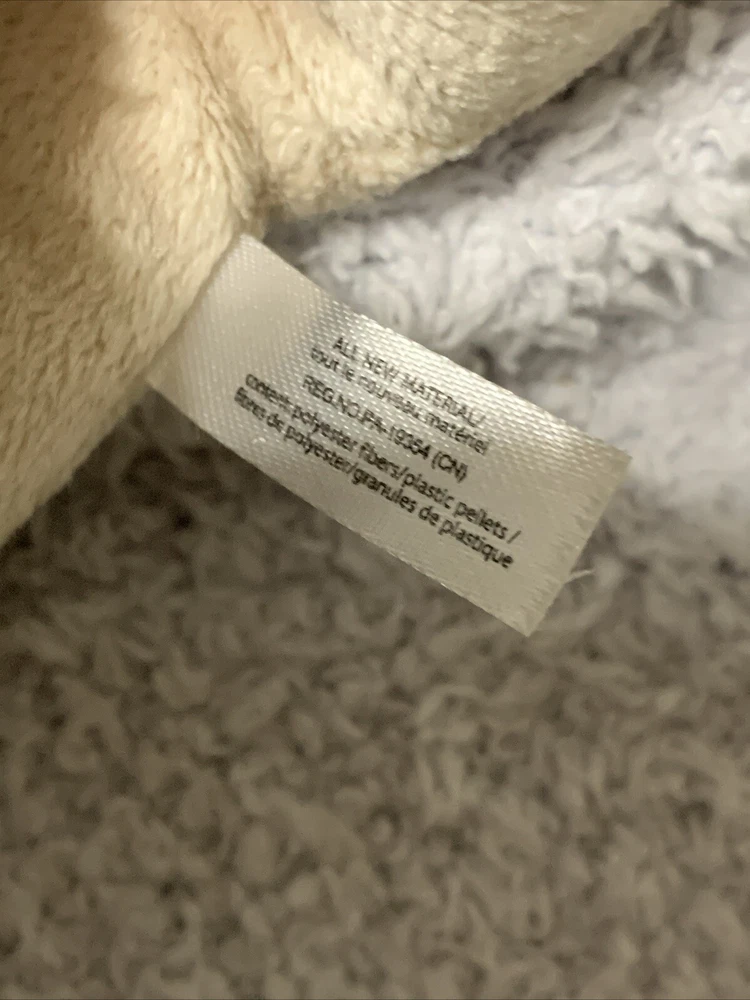 ALL NEW MATERIAL/
tout le nouveau matériel
REG.NO.PA-19364 (CN)
content: polyester fibers/plastic pellets /
fibres de polyester/granules de plastique